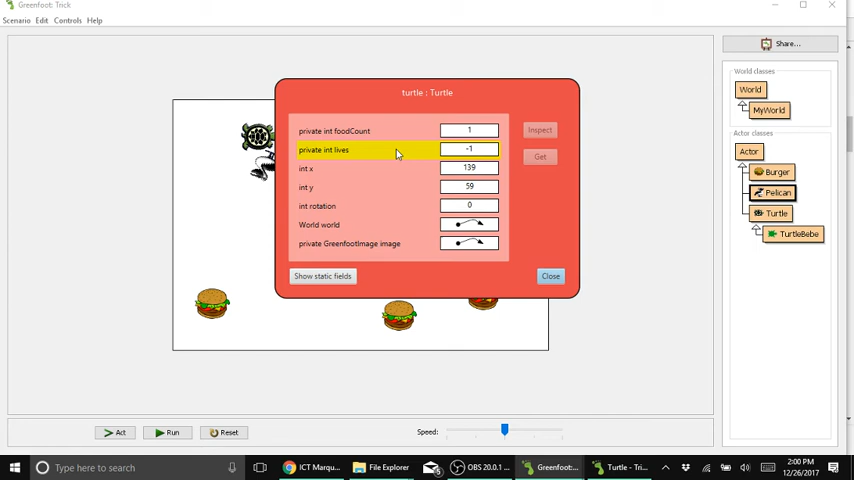 Greenfoot: Trick
Scenario Edit Controls Help
Share...
World classes
World
MyWorld
Actor classes
Actor
Burger
Pelican
Turtle
TurtleBebe
turtle : Turtle
private int foodCount 1
private int lives -1
int x 139
int y 59
int rotation 0
World world
private GreenfootImage image
Inspect
Get
Show static fields
Close
Act
Run
Reset
Speed:
Type here to search
ICT Marqu...
File Explorer
5
OBS 20.0.1 ...
Greenfoot:...
Turtle - Tri...
2:00 PM
12/26/2017